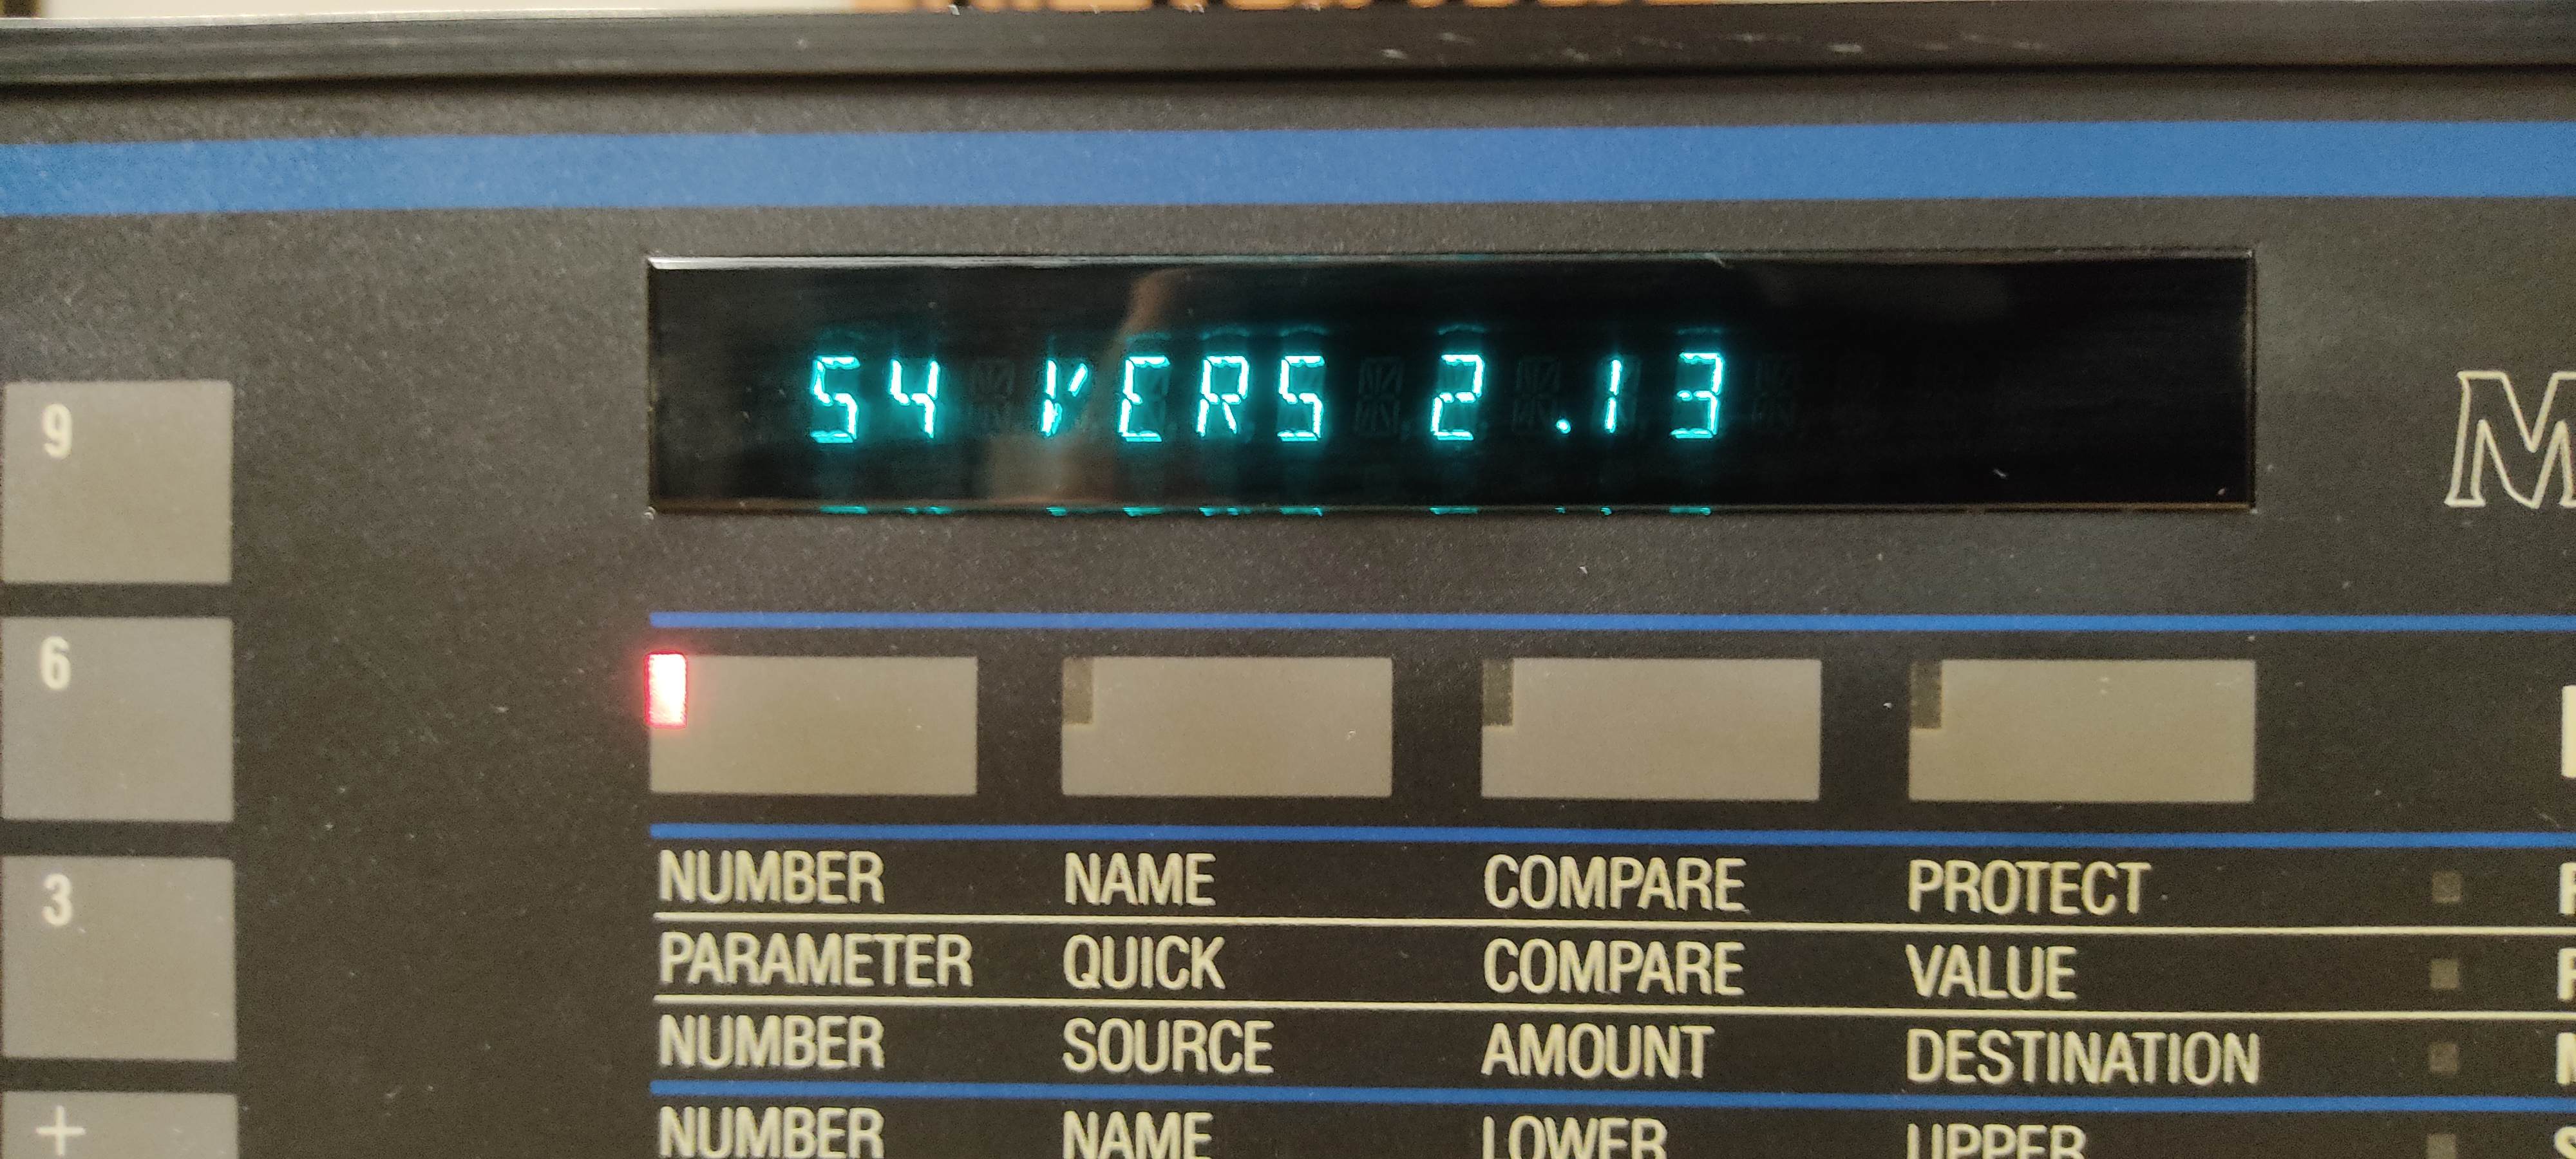 S4 VERS 2.13
9
6
3
+
M
NUMBER NAME COMPARE PROTECT
PARAMETER QUICK COMPARE VALUE
NUMBER SOURCE AMOUNT DESTINATION
NUMBER NAME LOWER UPPER